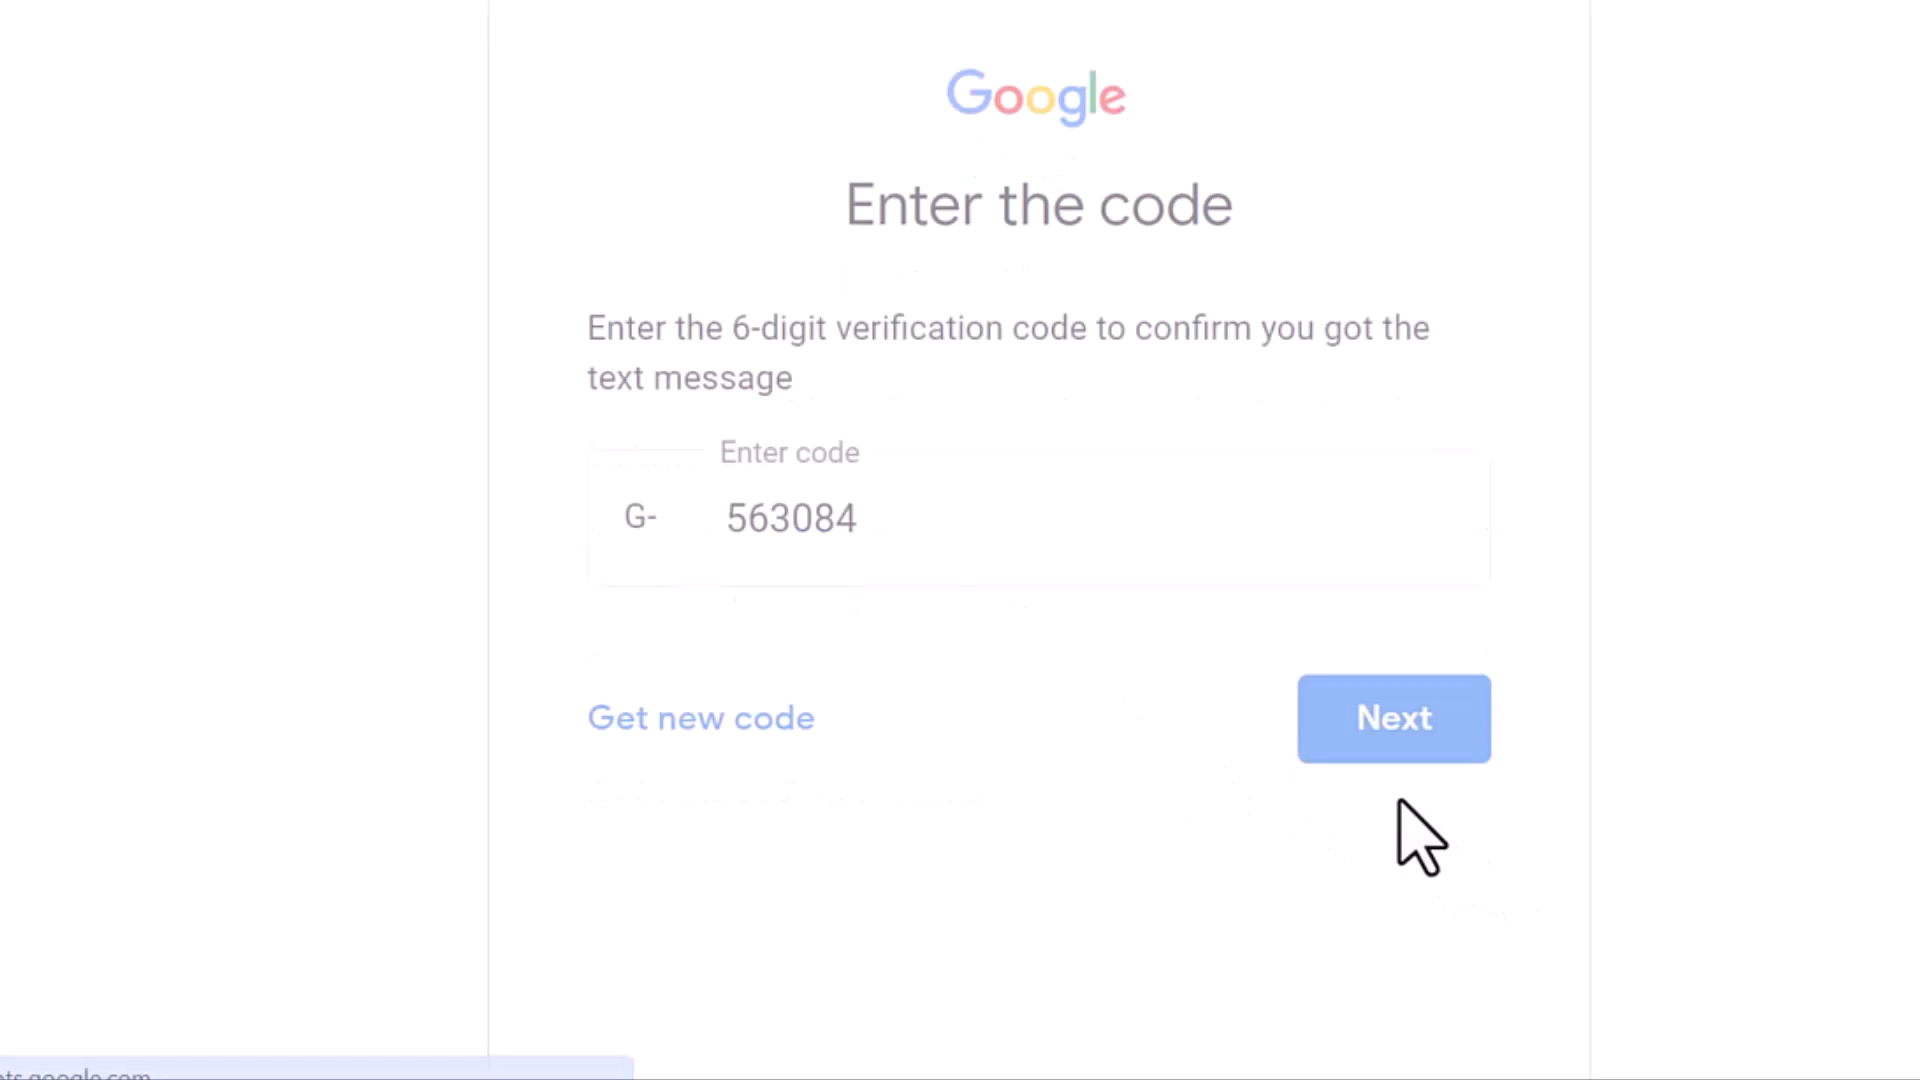 Google
Enter the code
Enter the 6-digit verification code to confirm you got the
text message
Enter code
G- 563084
Get new code
Next